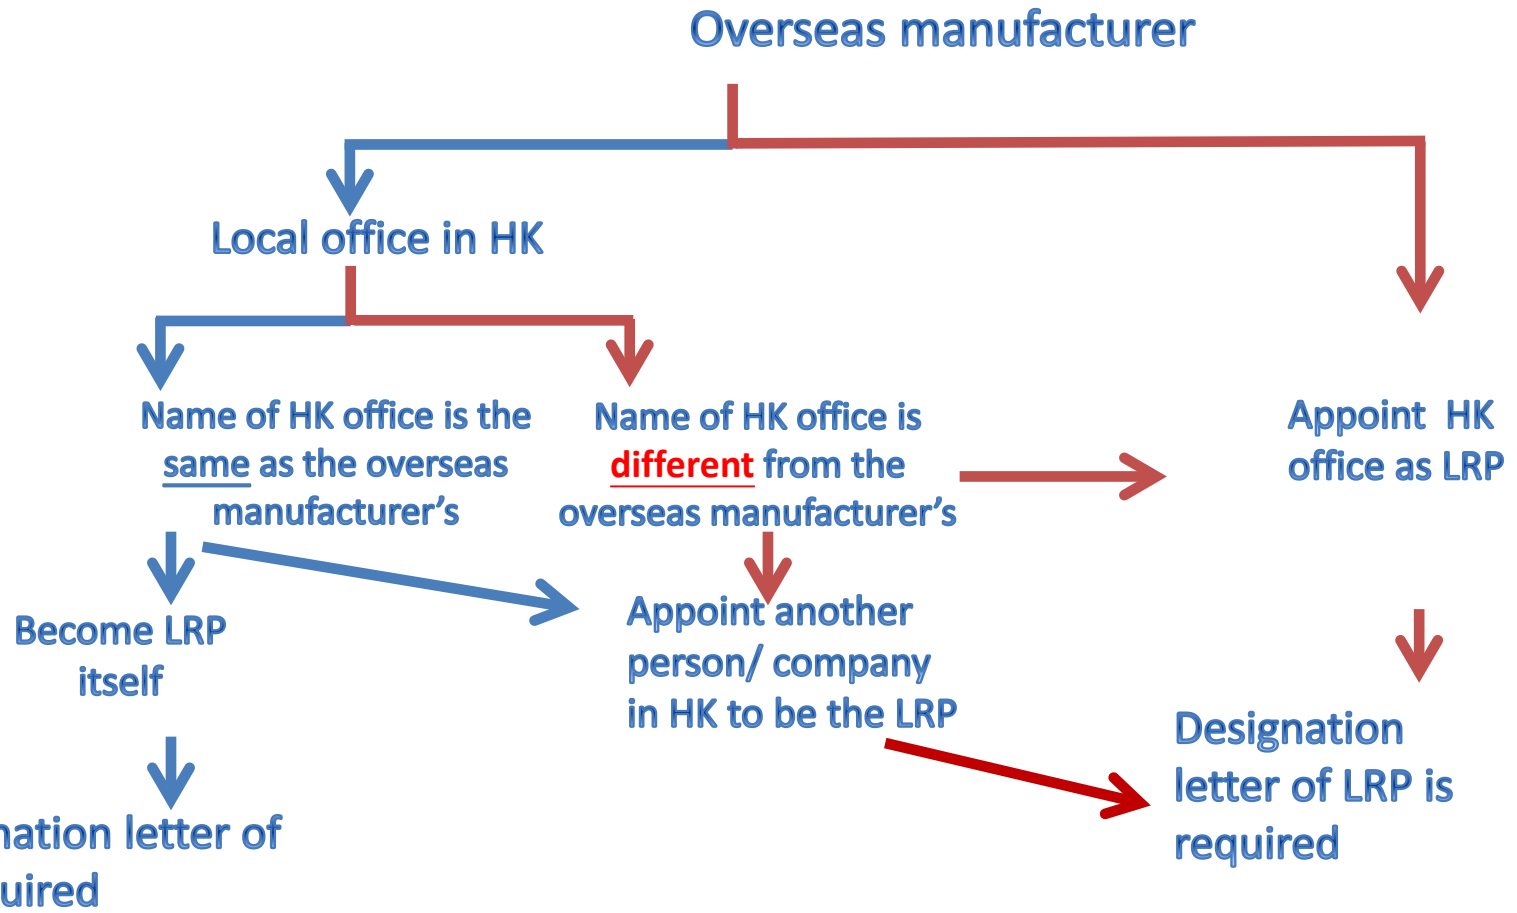 Overseas manufacturer
Local office in HK
Name of HK office is the
same as the overseas
manufacturer’s
Name of HK office is
different from the
overseas manufacturer’s
Appoint HK
office as LRP
Become LRP
itself
Appoint another
person/ company
in HK to be the LRP
Designation
letter of LRP is
required
letter of